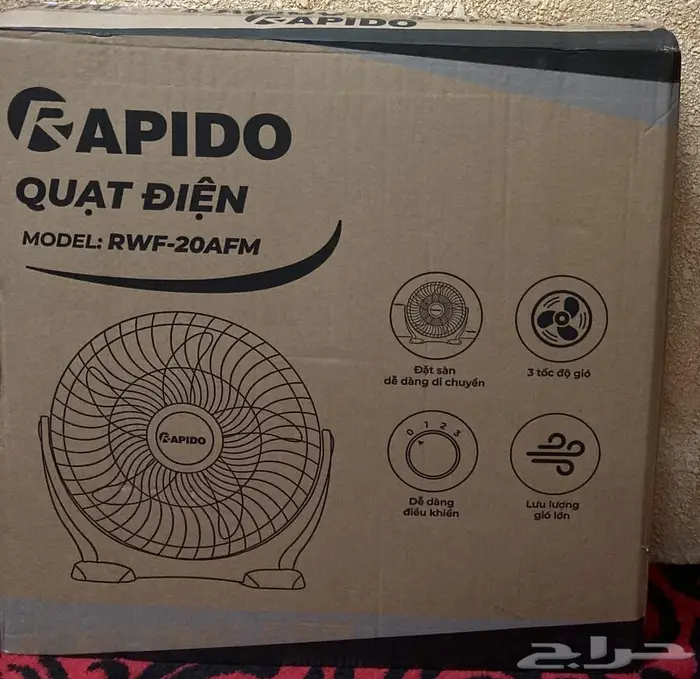 RAPIDO
RAPIDO
QUẠT ĐIỆN
MODEL: RWF-20AFM
Đặt sàn
dễ dàng di chuyển
3 tốc độ gió
0 1 2 3
Dễ dàng
điều khiển
Lưu lượng
gió lớn
RAPIDO
حراج